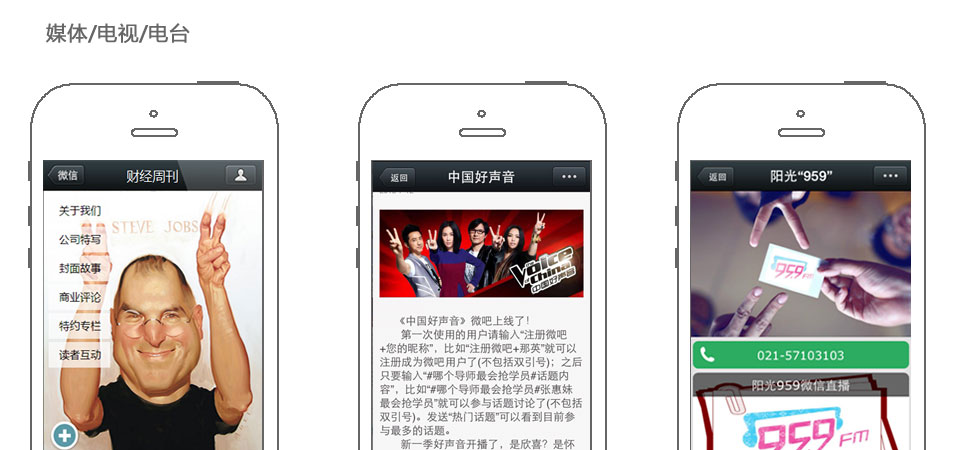 媒体/电视/电台
微信
财经周刊
关于我们
STEVE JOBS
公司特写
封面故事
商业评论
特约专栏
读者互动
返回
中国好声音
The Voice of China
中国好声音
《中国好声音》微吧上线了!
第一次使用的用户请输入“注册微吧
+您的昵称”，比如“注册微吧+那英”就可以
注册成为微吧用户了(不包括双引号)；之后
只要输入“#哪个导师最会抢学员#话题内
容”，比如“#哪个导师最会抢学员#张惠妹
最会抢学员”就可以参与话题讨论了(不包括
双引号)。发送“热门话题”可以看到目前参
与最多的话题。
新一季好声音开播了，是欣喜？是怀
返回
阳光“959”
959
021-57103103
阳光959微信直播
959 FM